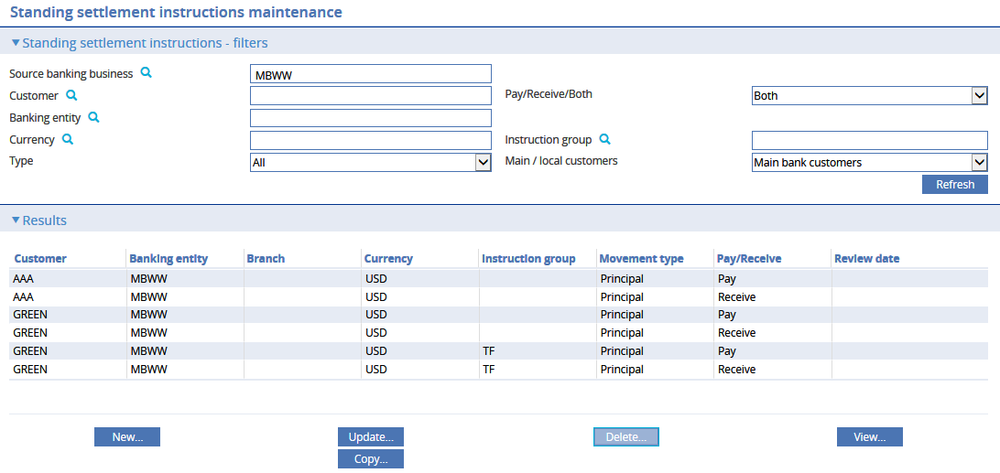 Standing settlement instructions maintenance
Standing settlement instructions - filters
Source banking business MBWW
Customer Pay/Receive/Both Both
Banking entity
Currency Instruction group
Type All Main / local customers Main bank customers
Refresh
Results
Customer Banking entity Branch Currency Instruction group Movement type Pay/Receive Review date
AAA MBWW USD Principal Pay
AAA MBWW USD Principal Receive
GREEN MBWW USD Principal Pay
GREEN MBWW USD Principal Receive
GREEN MBWW USD TF Principal Pay
GREEN MBWW USD TF Principal Receive
New... Update... Delete... View...
Copy...